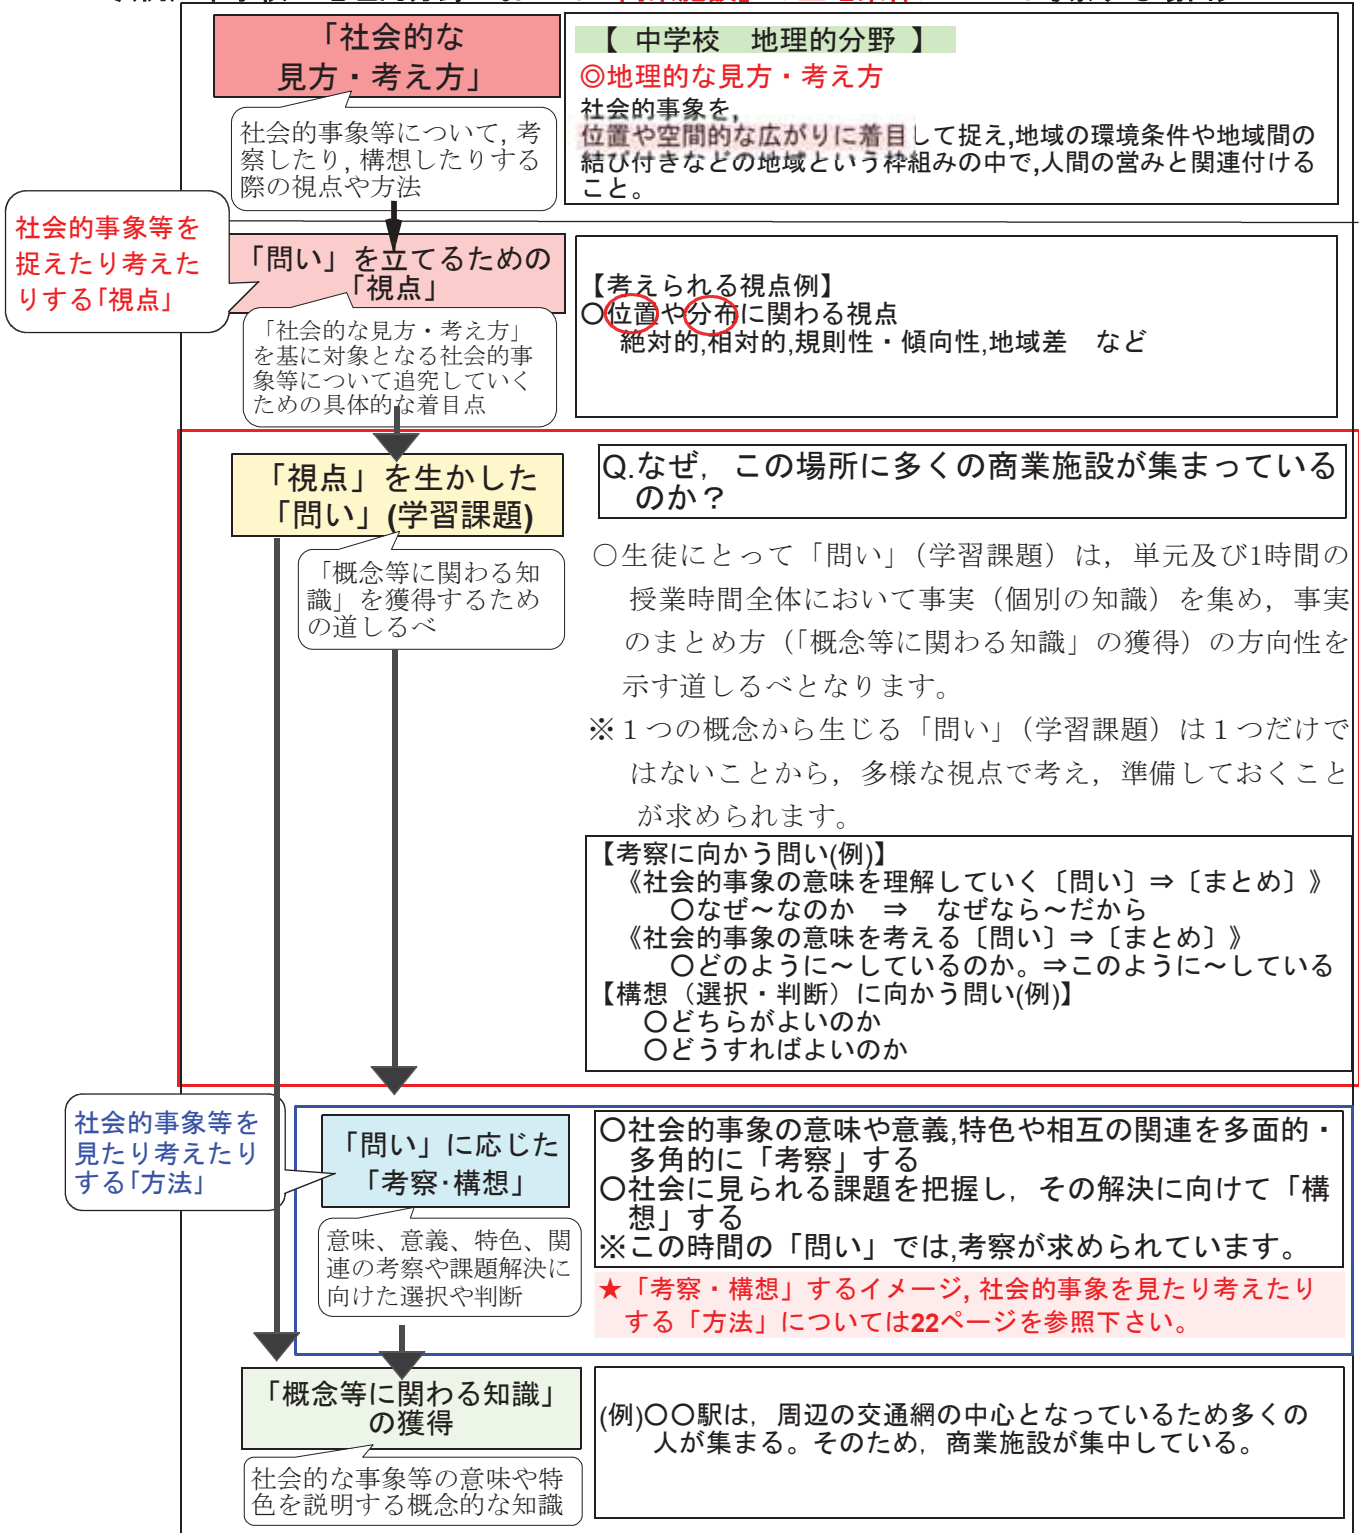 「社会的な
見方・考え方」
【 中学校　地理的分野 】
◎地理的な見方・考え方
社会的事象を,
位置や空間的な広がりに着目して捉え,地域の環境条件や地域間の
結び付きなどの地域という枠組みの中で,人間の営みと関連付ける
こと。
社会的事象等について, 考
察したり, 構想したりする
際の視点や方法
社会的事象等を
捉えたり考えた
りする「視点」
「問い」を立てるための
「視点」
【考えられる視点例】
〇位置や分布に関わる視点
絶対的,相対的,規則性・傾向性,地域差　など
「社会的な見方・考え方」
を基に対象となる社会的事
象等について追究していく
ための具体的な着目点
「視点」を生かした
「問い」(学習課題)
Q.なぜ，この場所に多くの商業施設が集まっている
のか？
「概念等に関わる知
識」を獲得するため
の道しるべ
○生徒にとって「問い」（学習課題）は，単元及び1時間の
授業時間全体において事実（個別の知識）を集め，事実
のまとめ方（「概念等に関わる知識」の獲得）の方向性を
示す道しるべとなります。
※１つの概念から生じる「問い」（学習課題）は１つだけで
はないことから，多様な視点で考え，準備しておくこと
が求められます。
【考察に向かう問い(例)】
《社会的事象の意味を理解していく〔問い〕⇒〔まとめ〕》
〇なぜ～なのか　⇒　なぜなら～だから
《社会的事象の意味を考える〔問い〕⇒〔まとめ〕》
〇どのように～しているのか。⇒このように～している
【構想（選択・判断）に向かう問い(例)】
〇どちらがよいのか
〇どうすればよいのか
社会的事象等を
見たり考えたり
する「方法」
「問い」に応じた
「考察・構想」
〇社会的事象の意味や意義,特色や相互の関連を多面的・
多角的に「考察」する
〇社会に見られる課題を把握し，その解決に向けて「構
想」する
※この時間の「問い」では,考察が求められています。
意味、意義、特色、関
連の考察や課題解決に
向けた選択や判断
★「考察・構想」するイメージ, 社会的事象を見たり考えたり
する「方法」については22ページを参照下さい。
「概念等に関わる知識」
の獲得
(例)〇〇駅は，周辺の交通網の中心となっているため多くの
人が集まる。そのため，商業施設が集中している。
社会的な事象等の意味や特
色を説明する概念的な知識